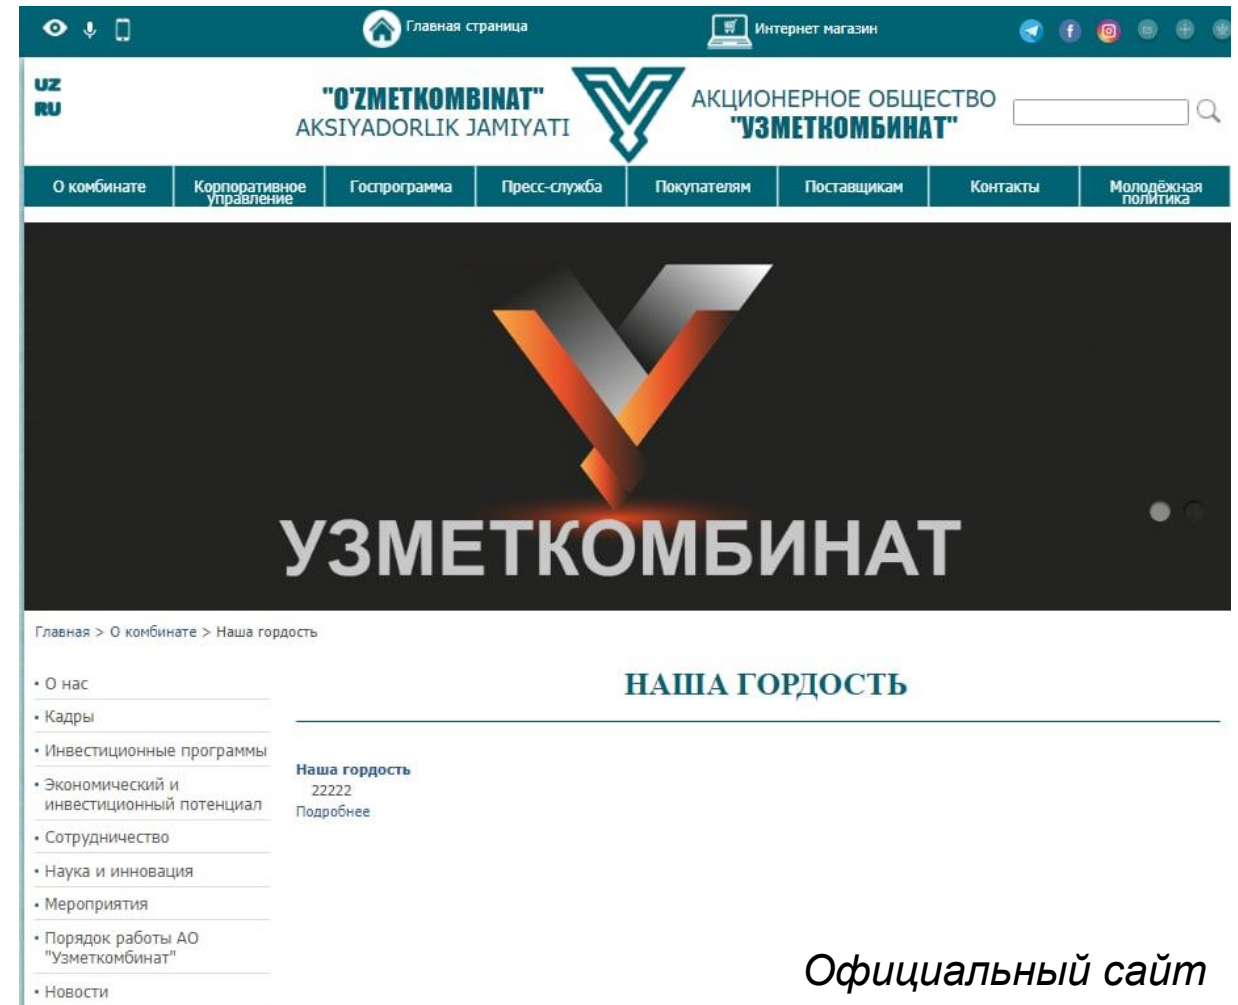 Главная страница
Интернет магазин
UZ
RU
"O'ZMETKOMBINAT"
AKSIYADORLIK JAMIYATI
АКЦИОНЕРНОЕ ОБЩЕСТВО
"УЗМЕТКОМБИНАТ"
О комбинате
Корпоративное
управление
Госпрограмма
Пресс-служба
Покупателям
Поставщикам
Контакты
Молодёжная
политика
УЗМЕТКОМБИНАТ
Главная > О комбинате > Наша гордость
• О нас
• Кадры
• Инвестиционные программы
• Экономический и
инвестиционный потенциал
• Сотрудничество
• Наука и инновация
• Мероприятия
• Порядок работы АО
"Узметкомбинат"
• Новости
НАША ГОРДОСТЬ
Наша гордость
22222
Подробнее
Официальный сайт